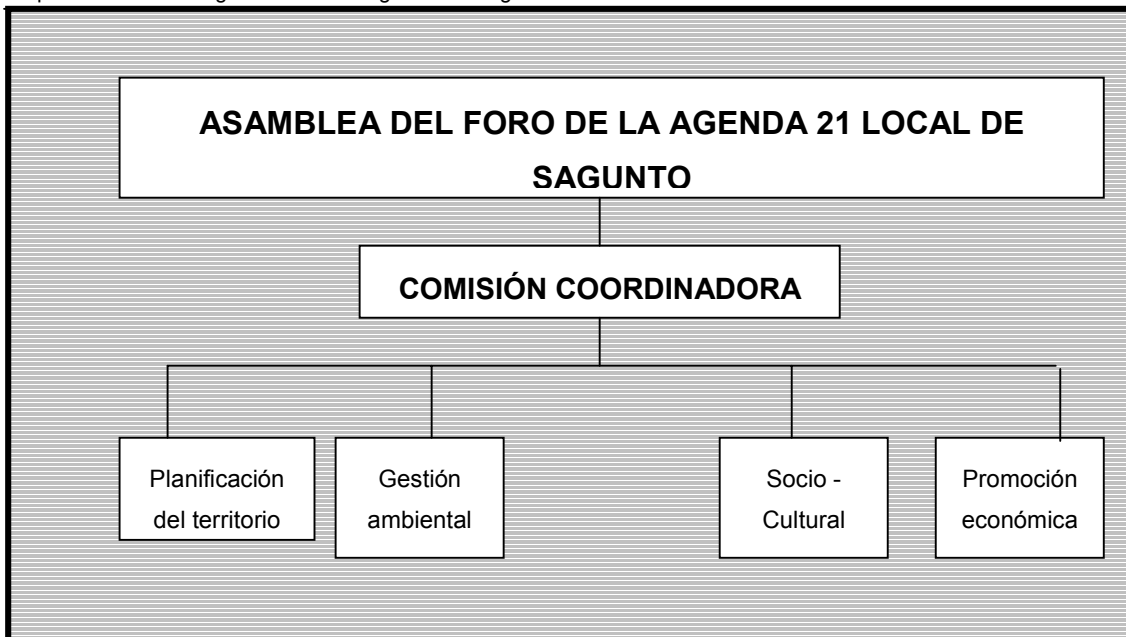 ASAMBLEA DEL FORO DE LA AGENDA 21 LOCAL DE
SAGUNTO
COMISIÓN COORDINADORA
Planificación
del territorio
Gestión
ambiental
Socio -
Cultural
Promoción
económica